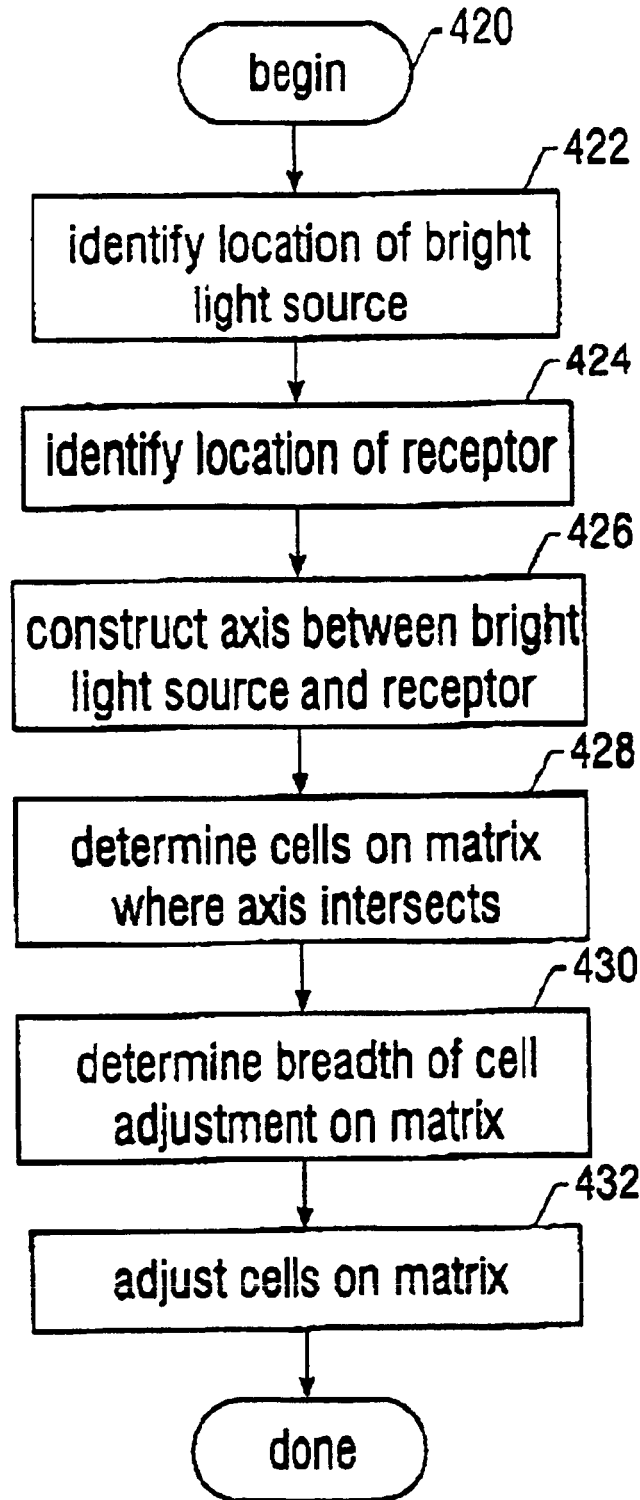 420
begin
422
identify location of bright
light source
424
identify location of receptor
426
construct axis between bright
light source and receptor
428
determine cells on matrix
where axis intersects
430
determine breadth of cell
adjustment on matrix
432
adjust cells on matrix
done